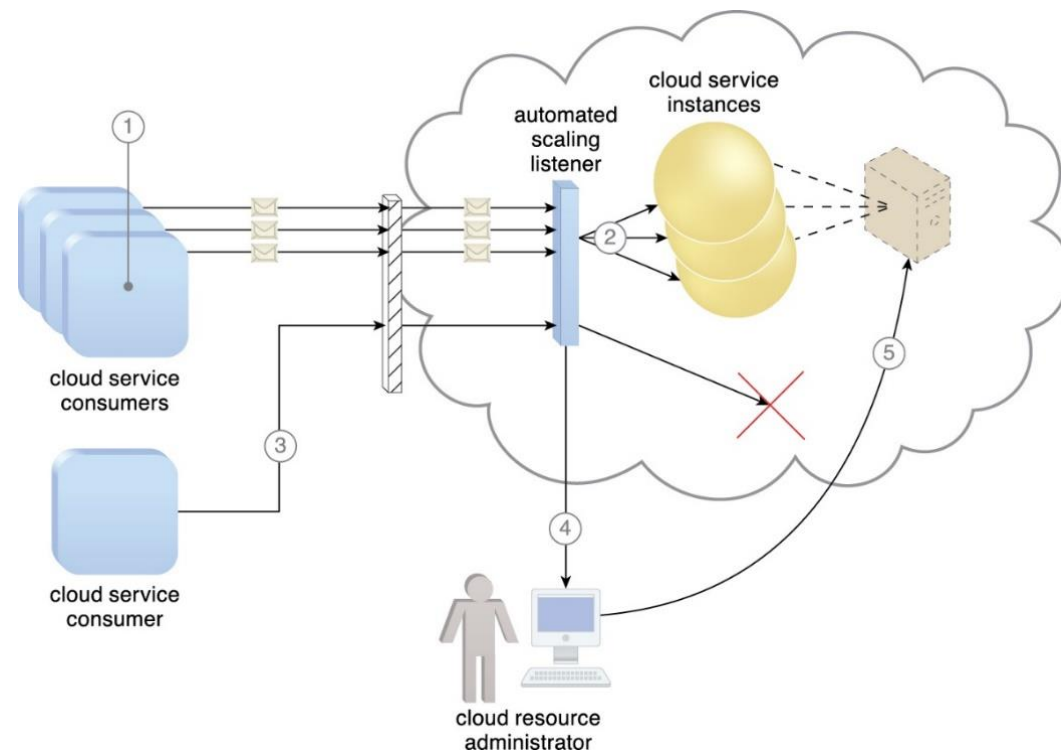 1
cloud service
consumers
3
cloud service
consumer
automated
scaling
listener
2
cloud service
instances
4
5
cloud resource
administrator